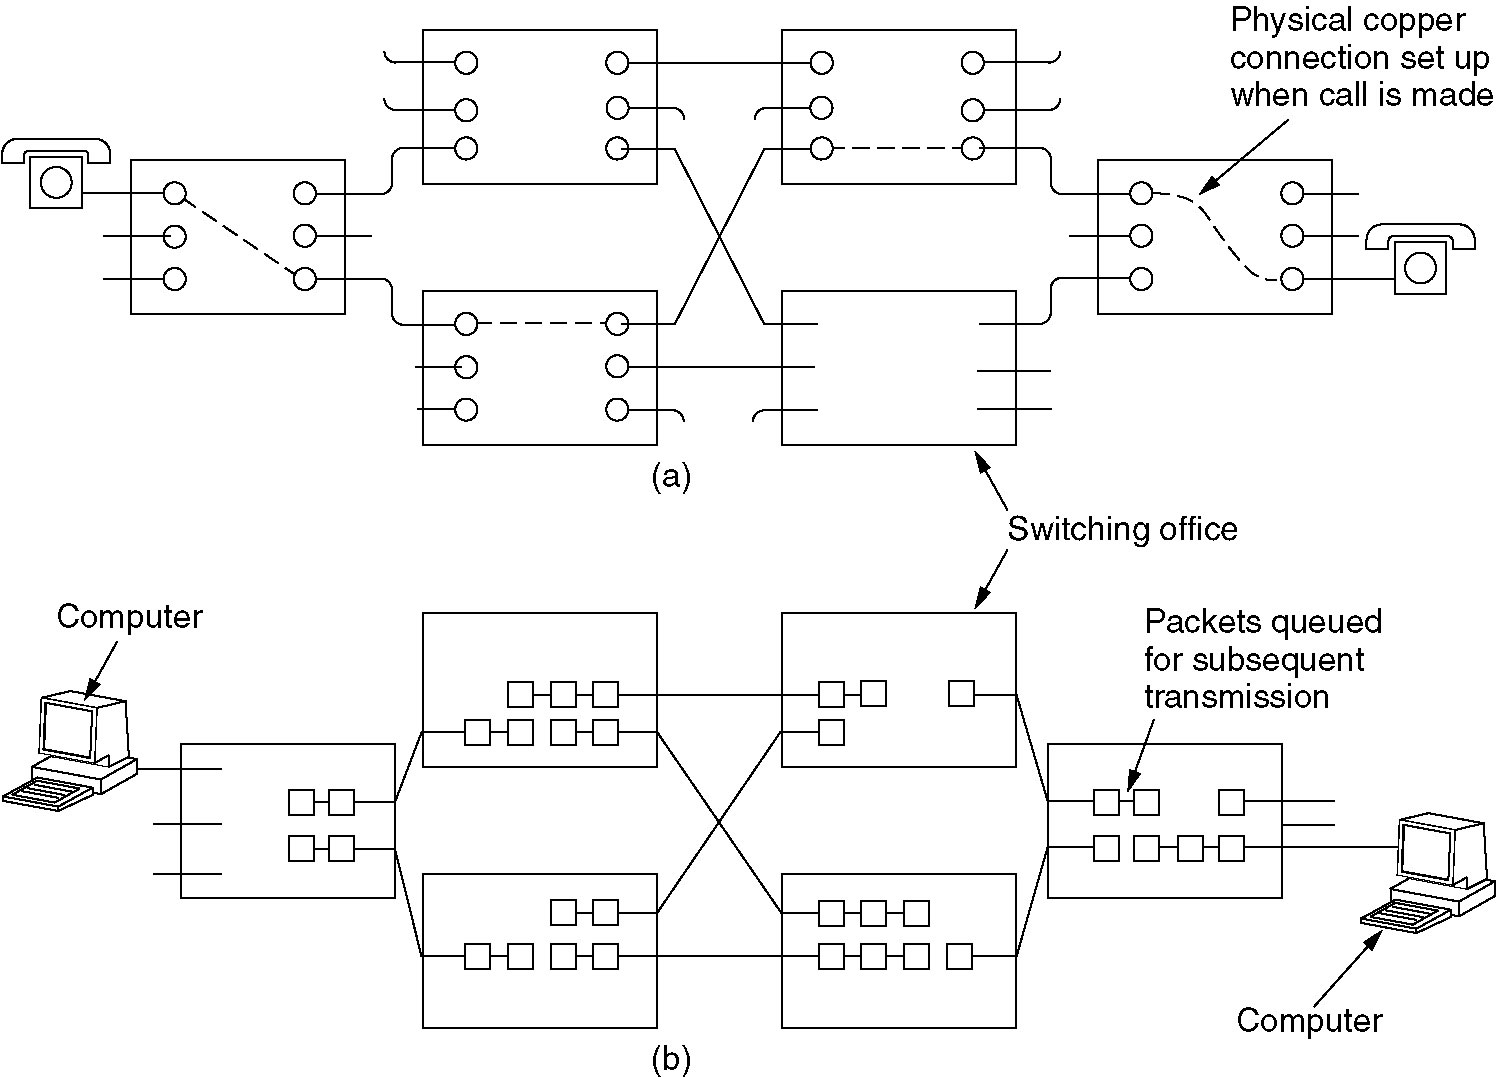 Physical copper
connection set up
when call is made
(a)
Switching office
Computer
Packets queued
for subsequent
transmission
Computer
(b)